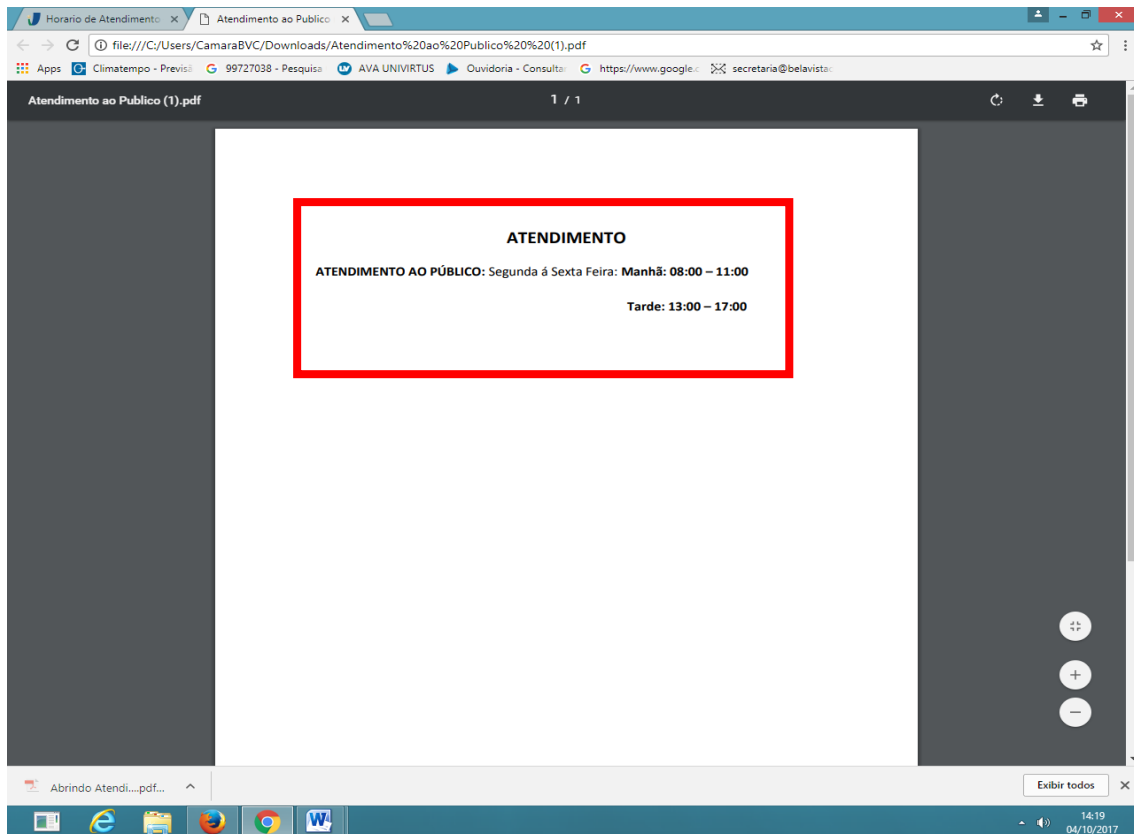 Horario de Atendimento
Atendimento ao Publico
file:///C:/Users/CamaraBVC/Downloads/Atendimento%20ao%20Publico%20%20(1).pdf
Apps Climatempo - Previsã 99727038 - Pesquisa AVA UNIVIRTUS Ouvidoria - Consulta https://www.google.c secretaria@belavista
Atendimento ao Publico (1).pdf
1 / 1
ATENDIMENTO
ATENDIMENTO AO PÚBLICO: Segunda á Sexta Feira: Manhã: 08:00 – 11:00
Tarde: 13:00 – 17:00
Abrindo Atendi....pdf...
Exibir todos
14:19
04/10/2017